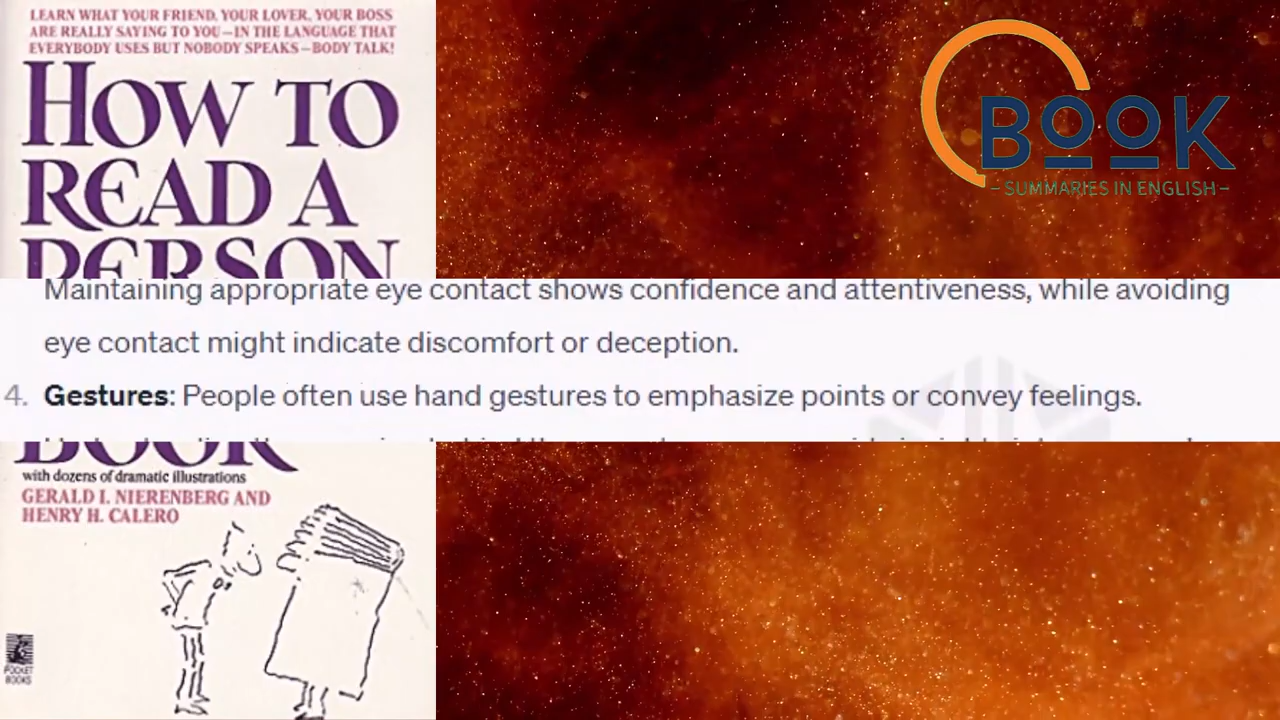 LEARN WHAT YOUR FRIEND, YOUR LOVER, YOUR BOSS
ARE REALLY SAYING TO YOU—IN THE LANGUAGE THAT
EVERYBODY USES BUT NOBODY SPEAKS—BODY TALK!
HOW TO
READ A
PERSON
BOOK
– SUMMARIES IN ENGLISH –
Maintaining appropriate eye contact shows confidence and attentiveness, while avoiding
eye contact might indicate discomfort or deception.
4. Gestures: People often use hand gestures to emphasize points or convey feelings.
BOOK
with dozens of dramatic illustrations
GERALD I. NIERENBERG AND
HENRY H. CALERO
POCKET
BOOKS